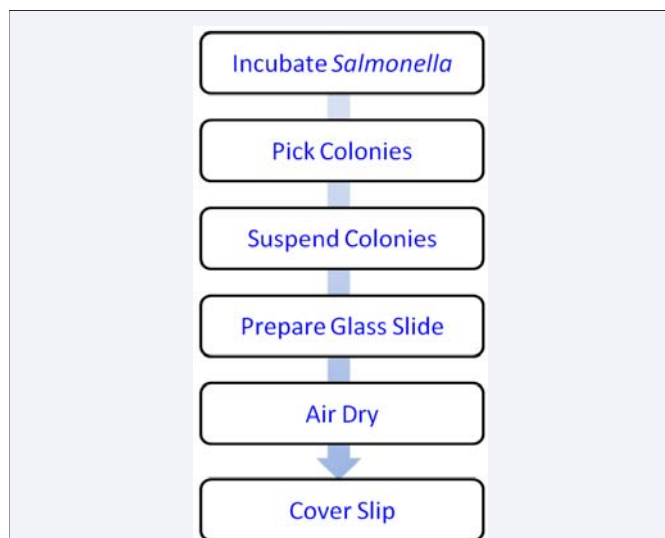 Incubate Salmonella
Pick Colonies
Suspend Colonies
Prepare Glass Slide
Air Dry
Cover Slip